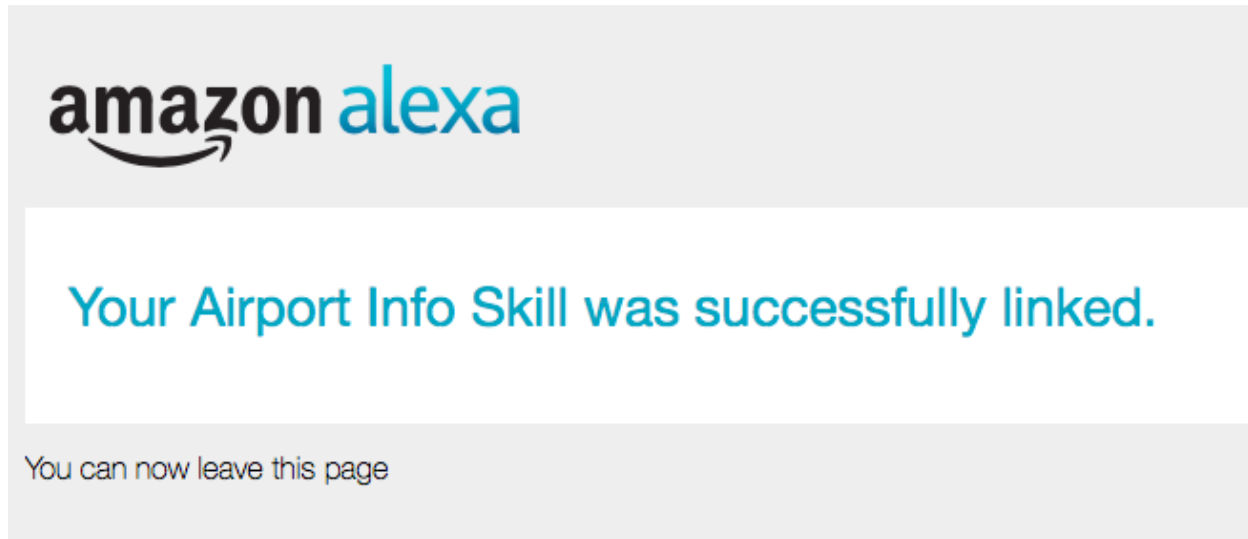 amazon alexa
Your Airport Info Skill was successfully linked.
You can now leave this page